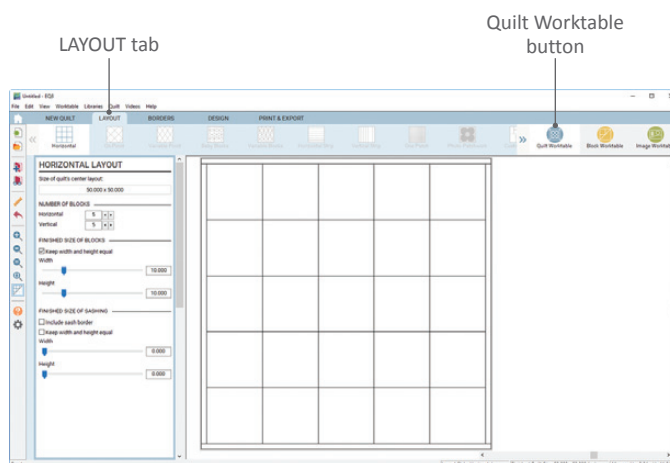 Quilt Worktable
button
LAYOUT tab
Untitled - EQ8
File Edit View Worktable Libraries Quilt Videos Help
NEW QUILT LAYOUT BORDERS DESIGN PRINT & EXPORT
Horizontal
Quilt Worktable Block Worktable Image Worktab
HORIZONTAL LAYOUT
Size of quilt's center layout:
50.000 x 50.000
NUMBER OF BLOCKS
Horizontal 5
Vertical 5
FINISHED SIZE OF BLOCKS
Keep width and height equal
Width
10.000
Height
10.000
FINISHED SIZE OF SASHING
Include sash border
Keep width and height equal
Width
0.000
Height
0.000